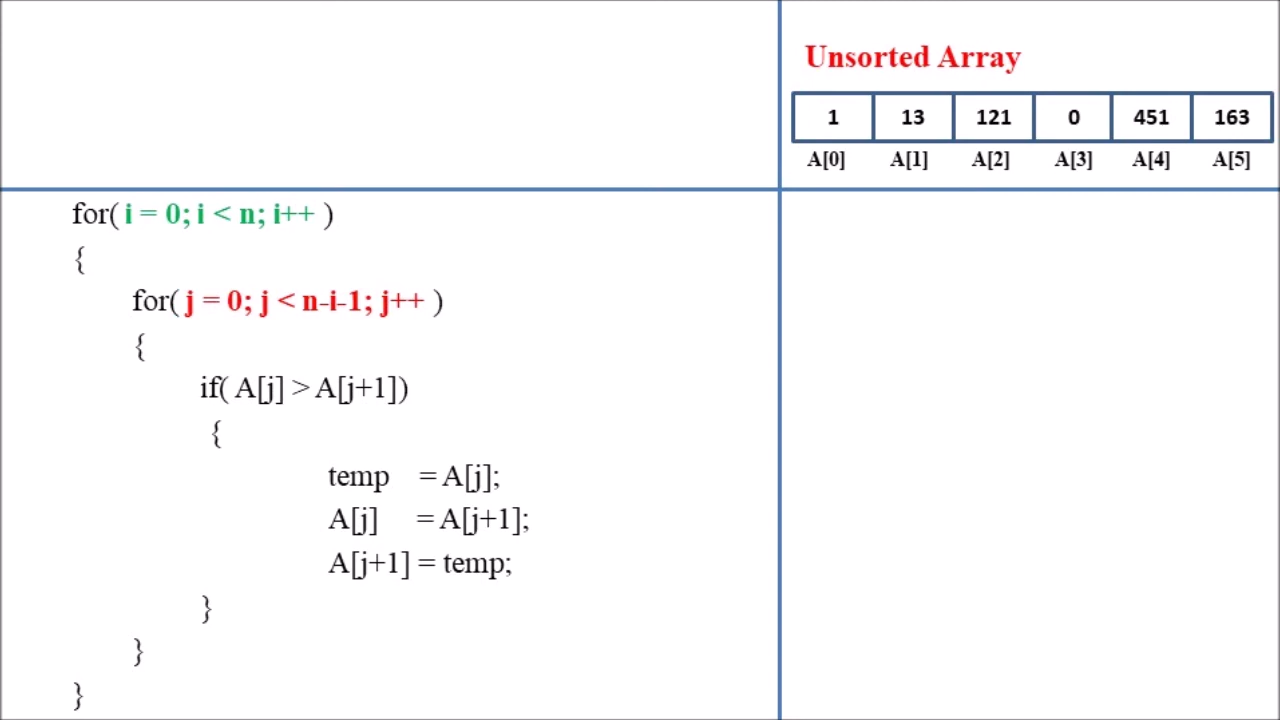 Unsorted Array
1 13 121 0 451 163
A[0] A[1] A[2] A[3] A[4] A[5]
for( i = 0; i < n; i++ )
{
for( j = 0; j < n-i-1; j++ )
{
if( A[j] > A[j+1])
{
temp = A[j];
A[j] = A[j+1];
A[j+1] = temp;
}
}
}